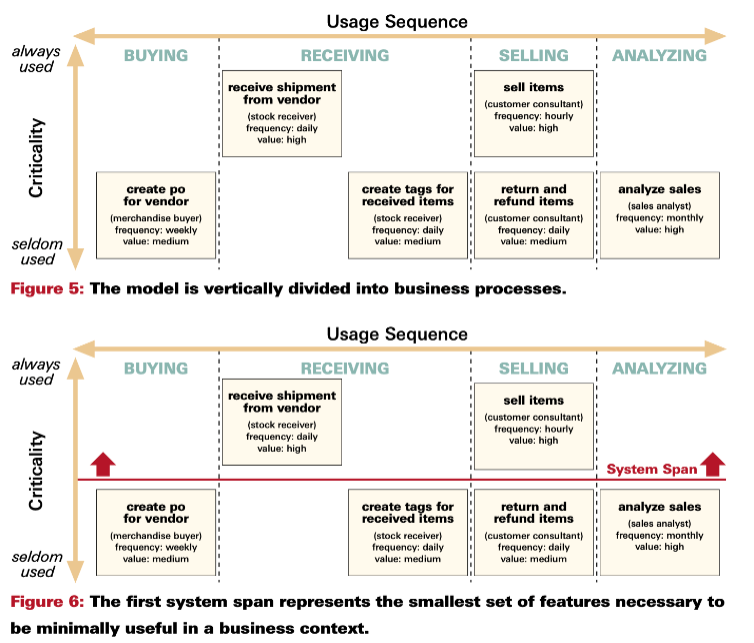 Usage Sequence
always
used
BUYING
RECEIVING
SELLING
ANALYZING
Criticality
receive shipment
from vendor
(stock receiver)
frequency: daily
value: high
sell items
(customer consultant)
frequency: hourly
value: high
create po
for vendor
(merchandise buyer)
frequency: weekly
value: medium
create tags for
received items
(stock receiver)
frequency: daily
value: medium
return and
refund items
(customer consultant)
frequency: daily
value: medium
analyze sales
(sales analyst)
frequency: monthly
value: high
seldom
used
Figure 5: The model is vertically divided into business processes.
Usage Sequence
always
used
BUYING
RECEIVING
SELLING
ANALYZING
Criticality
receive shipment
from vendor
(stock receiver)
frequency: daily
value: high
sell items
(customer consultant)
frequency: hourly
value: high
System Span
create po
for vendor
(merchandise buyer)
frequency: weekly
value: medium
create tags for
received items
(stock receiver)
frequency: daily
value: medium
return and
refund items
(customer consultant)
frequency: daily
value: medium
analyze sales
(sales analyst)
frequency: monthly
value: high
seldom
used
Figure 6: The first system span represents the smallest set of features necessary to
be minimally useful in a business context.